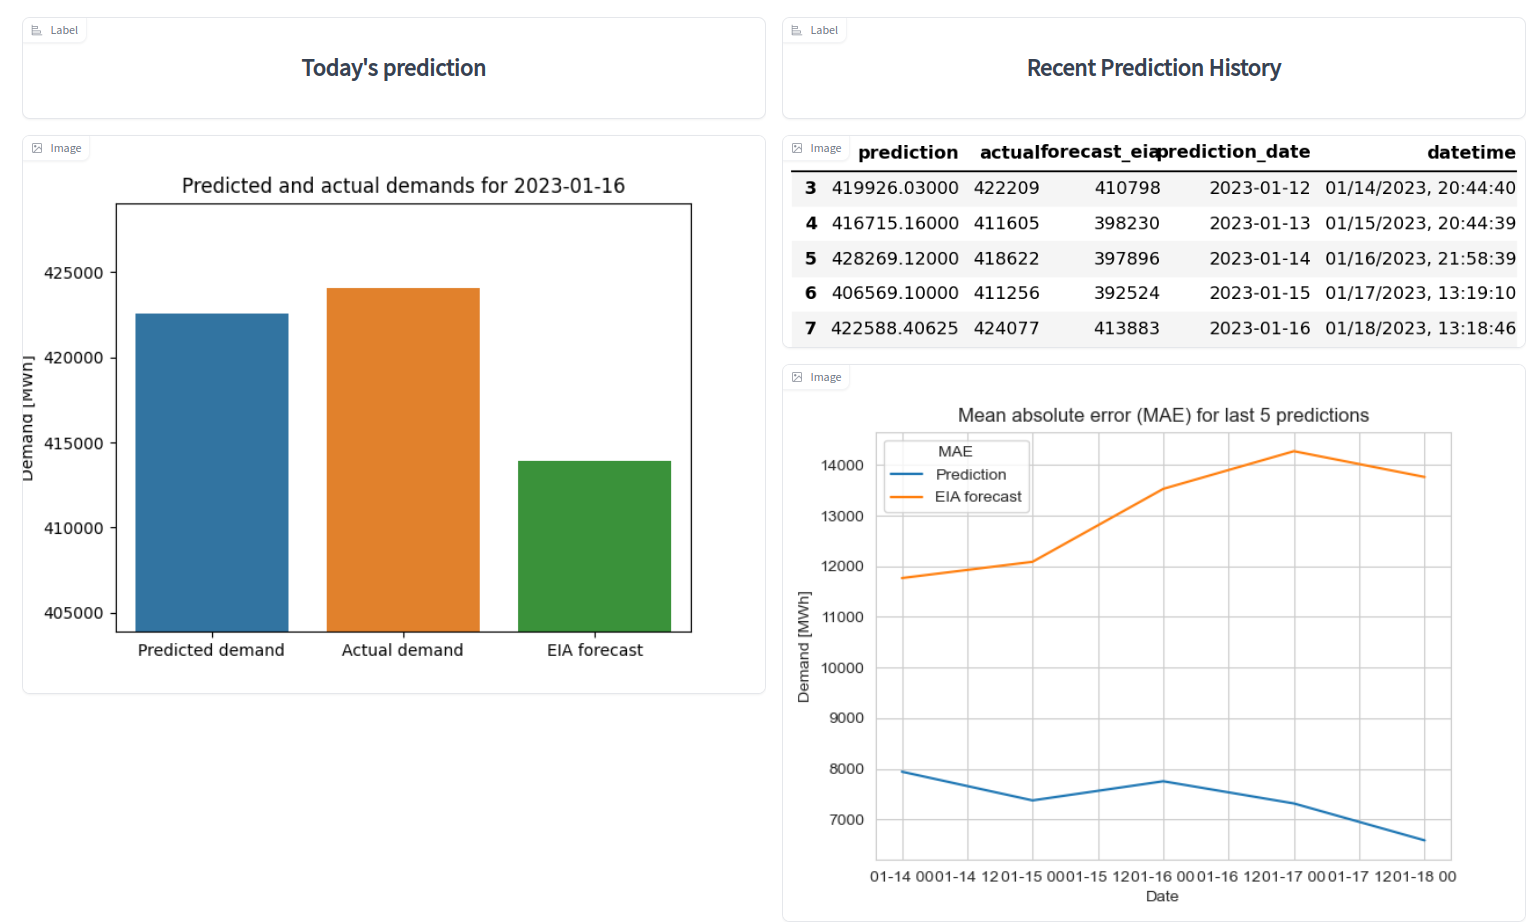 Label
Today's prediction
Image
Predicted and actual demands for 2023-01-16
425000
420000
415000
410000
405000
Demand [MWh]
Predicted demand
Actual demand
EIA forecast
Label
Recent Prediction History
Image
prediction actual forecast_eia prediction_date datetime
3 419926.03000 422209 410798 2023-01-12 01/14/2023, 20:44:40
4 416715.16000 411605 398230 2023-01-13 01/15/2023, 20:44:39
5 428269.12000 418622 397896 2023-01-14 01/16/2023, 21:58:39
6 406569.10000 411256 392524 2023-01-15 01/17/2023, 13:19:10
7 422588.40625 424077 413883 2023-01-16 01/18/2023, 13:18:46
Image
Mean absolute error (MAE) for last 5 predictions
MAE
Prediction
EIA forecast
14000
13000
12000
11000
10000
9000
8000
7000
Demand [MWh]
01-14 00 01-14 12 01-15 00 01-15 12 01-16 00 01-16 12 01-17 00 01-17 12 01-18 00
Date